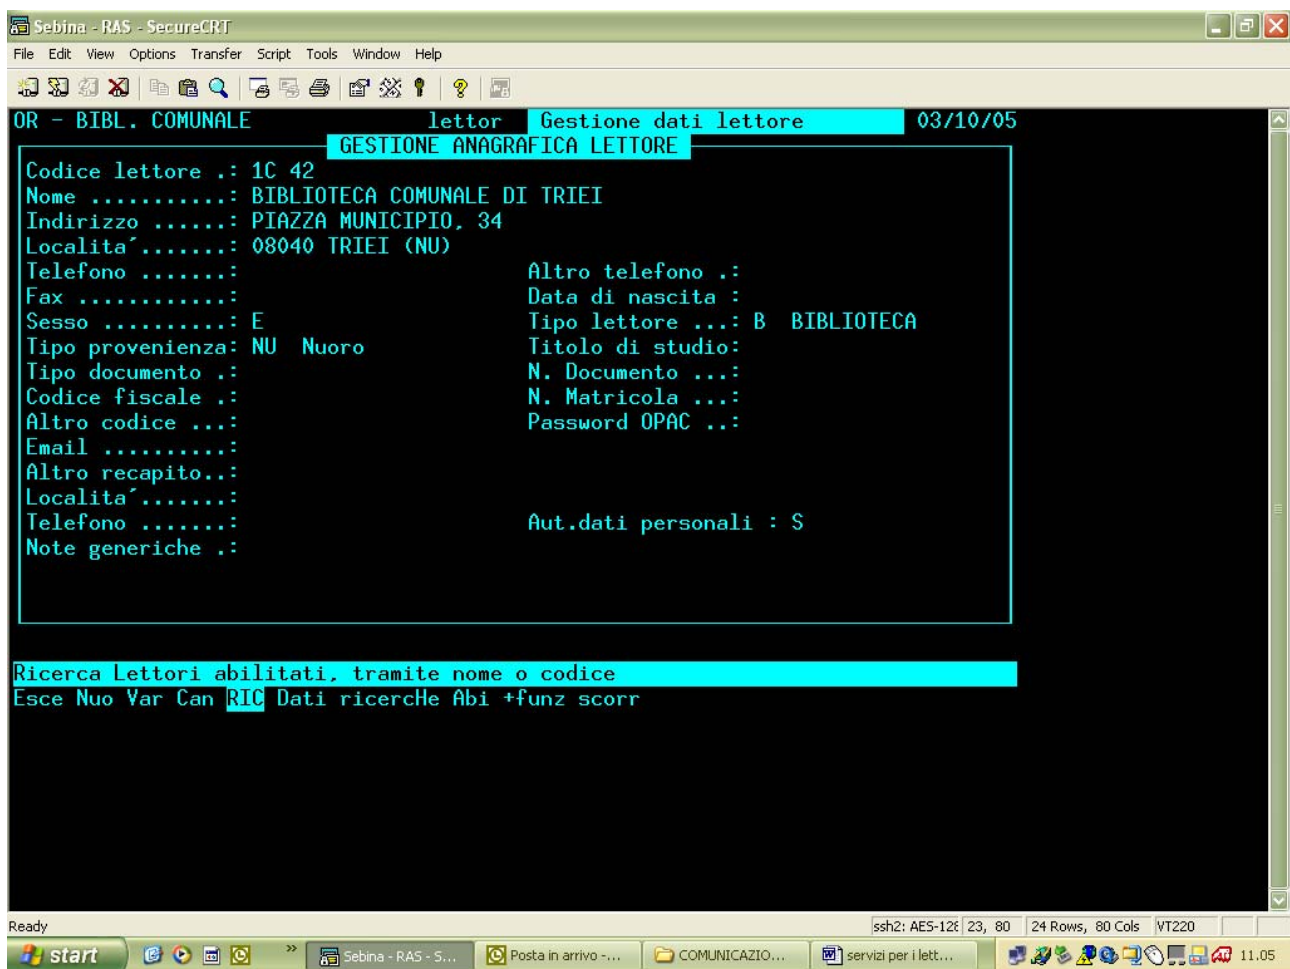 Sebina - RAS - SecureCRT
File Edit View Options Transfer Script Tools Window Help
OR - BIBL. COMUNALE lettor Gestione dati lettore 03/10/05
GESTIONE ANAGRAFICA LETTORE
Codice lettore .: 1C 42
Nome ...........: BIBLIOTECA COMUNALE DI TRIEI
Indirizzo ......: PIAZZA MUNICIPIO, 34
Localita´.......: 08040 TRIEI (NU)
Telefono .......: Altro telefono .:
Fax ............: Data di nascita :
Sesso ..........: E Tipo lettore ...: B BIBLIOTECA
Tipo provenienza: NU Nuoro Titolo di studio:
Tipo documento .: N. Documento ...:
Codice fiscale .: N. Matricola ...:
Altro codice ...: Password OPAC ..:
Email ..........:
Altro recapito..:
Localita´.......:
Telefono .......: Aut.dati personali : S
Note generiche .:
Ricerca Lettori abilitati, tramite nome o codice
Esce Nuo Var Can RIC Dati ricercHe Abi +funz scorr
Ready ssh2: AES-128 23, 80 24 Rows, 80 Cols VT220
start Sebina - RAS - S... Posta in arrivo -... COMUNICAZIO... servizi per i lett... 11.05